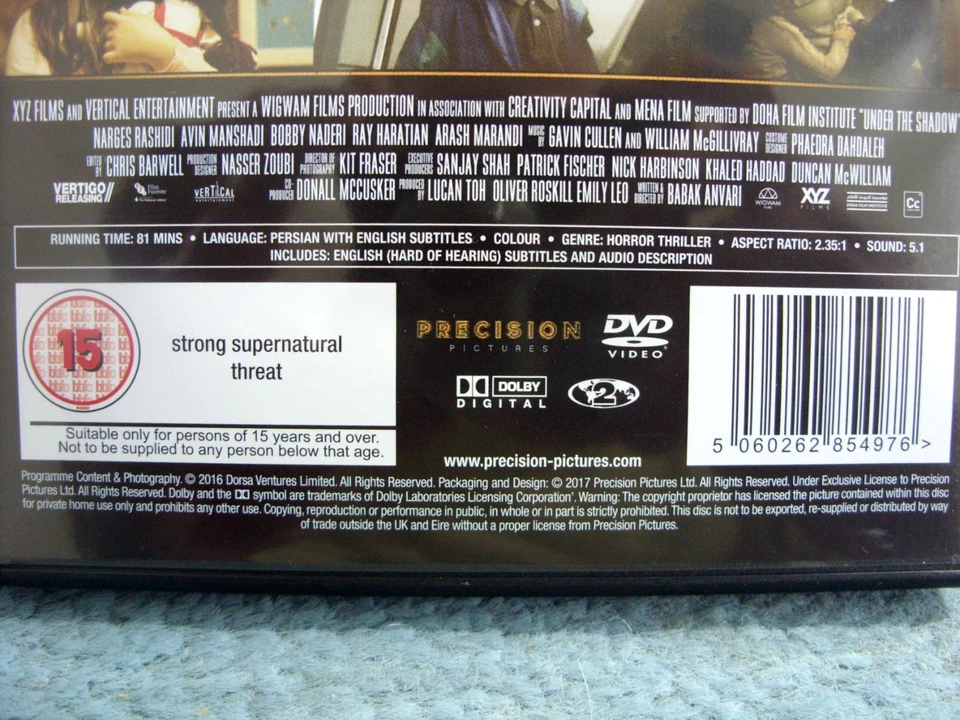 XYZ FILMS AND VERTICAL ENTERTAINMENT PRESENT A WIGWAM FILMS PRODUCTION IN ASSOCIATION WITH CREATIVITY CAPITAL AND MENA FILM SUPPORTED BY DOHA FILM INSTITUTE "UNDER THE SHADOW"
NARGES RASHIDI AVIN MANSHADI BOBBY NADERI RAY HARATIAN ARASH MARANDI MUSIC BY GAVIN CULLEN AND WILLIAM McGILLIVRAY COSTUME DESIGNER PHAEDRA DAHDALEH
EDITED BY CHRIS BARWELL PRODUCTION DESIGNER NASSER ZOUBI DIRECTOR OF PHOTOGRAPHY KIT FRASER EXECUTIVE PRODUCERS SANJAY SHAH PATRICK FISCHER NICK HARBINSON KHALED HADDAD DUNCAN McWILLIAM
VERTIGO RELEASING Film Forever VERTICAL entertainment CO-PRODUCER DONALL McCUSKER PRODUCED BY LUCAN TOH OLIVER ROSKILL EMILY LEO WRITTEN & DIRECTED BY BABAK ANVARI WIGWAM FILMS XYZ FILMS DOHA FILM INSTITUTE Cc
RUNNING TIME: 81 MINS • LANGUAGE: PERSIAN WITH ENGLISH SUBTITLES • COLOUR • GENRE: HORROR THRILLER • ASPECT RATIO: 2.35:1 • SOUND: 5.1
INCLUDES: ENGLISH (HARD OF HEARING) SUBTITLES AND AUDIO DESCRIPTION
15
strong supernatural
threat
Suitable only for persons of 15 years and over.
Not to be supplied to any person below that age.
PRECISION
PICTURES
DVD
VIDEO
DOLBY
DIGITAL
2
www.precision-pictures.com
5 060262 854976 >
Programme Content & Photography. © 2016 Dorsa Ventures Limited. All Rights Reserved. Packaging and Design: © 2017 Precision Pictures Ltd. All Rights Reserved. Under Exclusive License to Precision
Pictures Ltd. All Rights Reserved. Dolby and the DD symbol are trademarks of Dolby Laboratories Licensing Corporation'. Warning: The copyright proprietor has licensed the picture contained within this disc
for private home use only and prohibits any other use. Copying, reproduction or performance in public, in whole or in part is strictly prohibited. This disc is not to be exported, re-supplied or distributed by way
of trade outside the UK and Eire without a proper license from Precision Pictures.